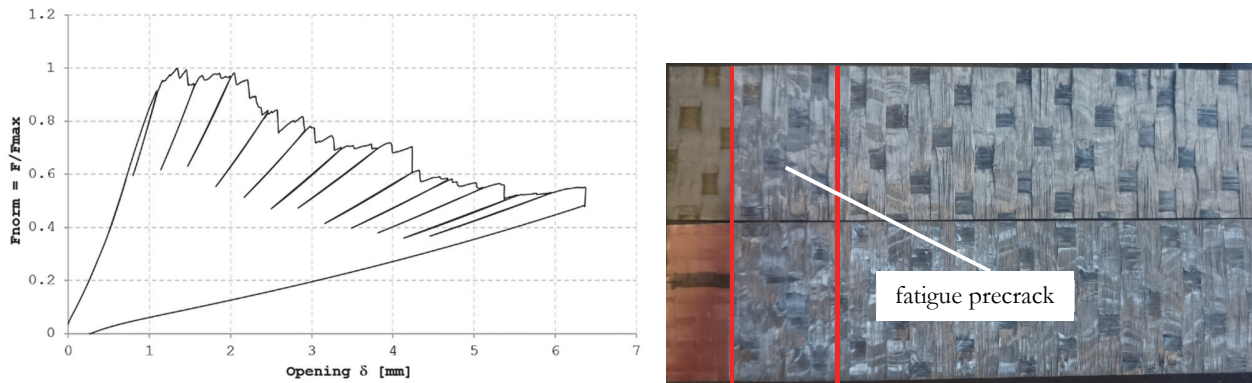 1.2
1
0.8
0.6
0.4
0.2
0
0 1 2 3 4 5 6 7
Fnorm = F/Fmax
Opening δ [mm]
fatigue precrack